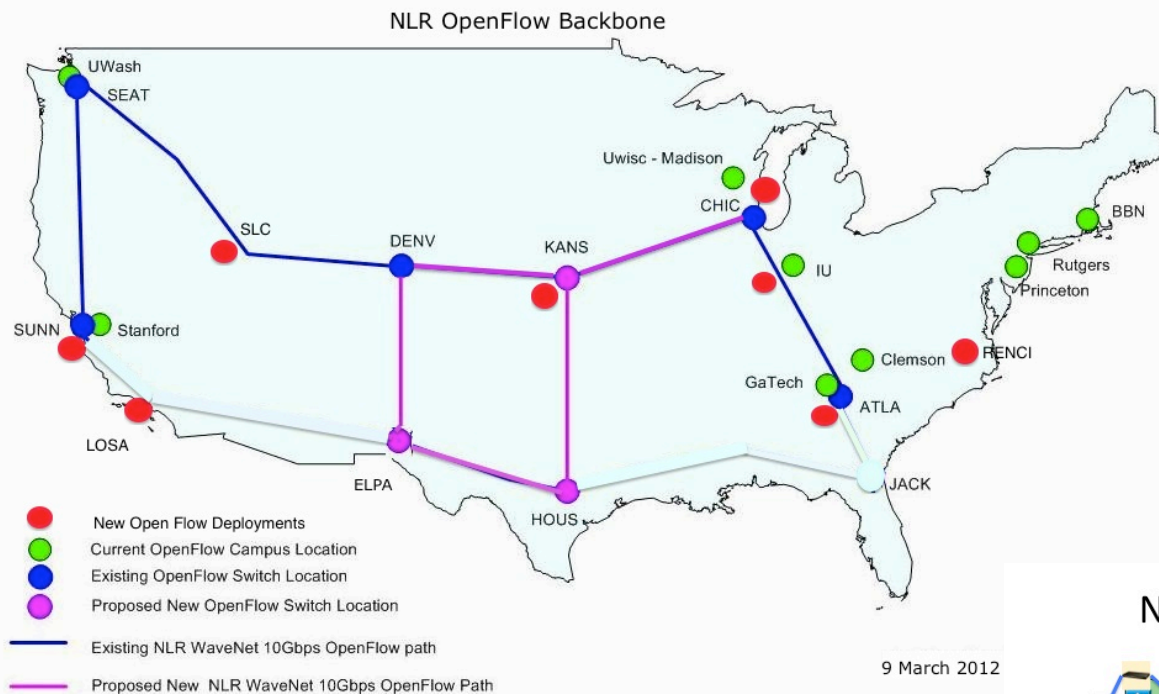 NLR OpenFlow Backbone
UWash
SEAT
Uwisc - Madison
CHIC
BBN
SLC
DENV
KANS
IU
Rutgers
Princeton
SUNN
Stanford
RENCI
Clemson
GaTech
ATLA
LOSA
ELPA
JACK
HOUS
New Open Flow Deployments
Current OpenFlow Campus Location
Existing OpenFlow Switch Location
Proposed New OpenFlow Switch Location
Existing NLR WaveNet 10Gbps OpenFlow path
Proposed New NLR WaveNet 10Gbps OpenFlow Path
9 March 2012
N